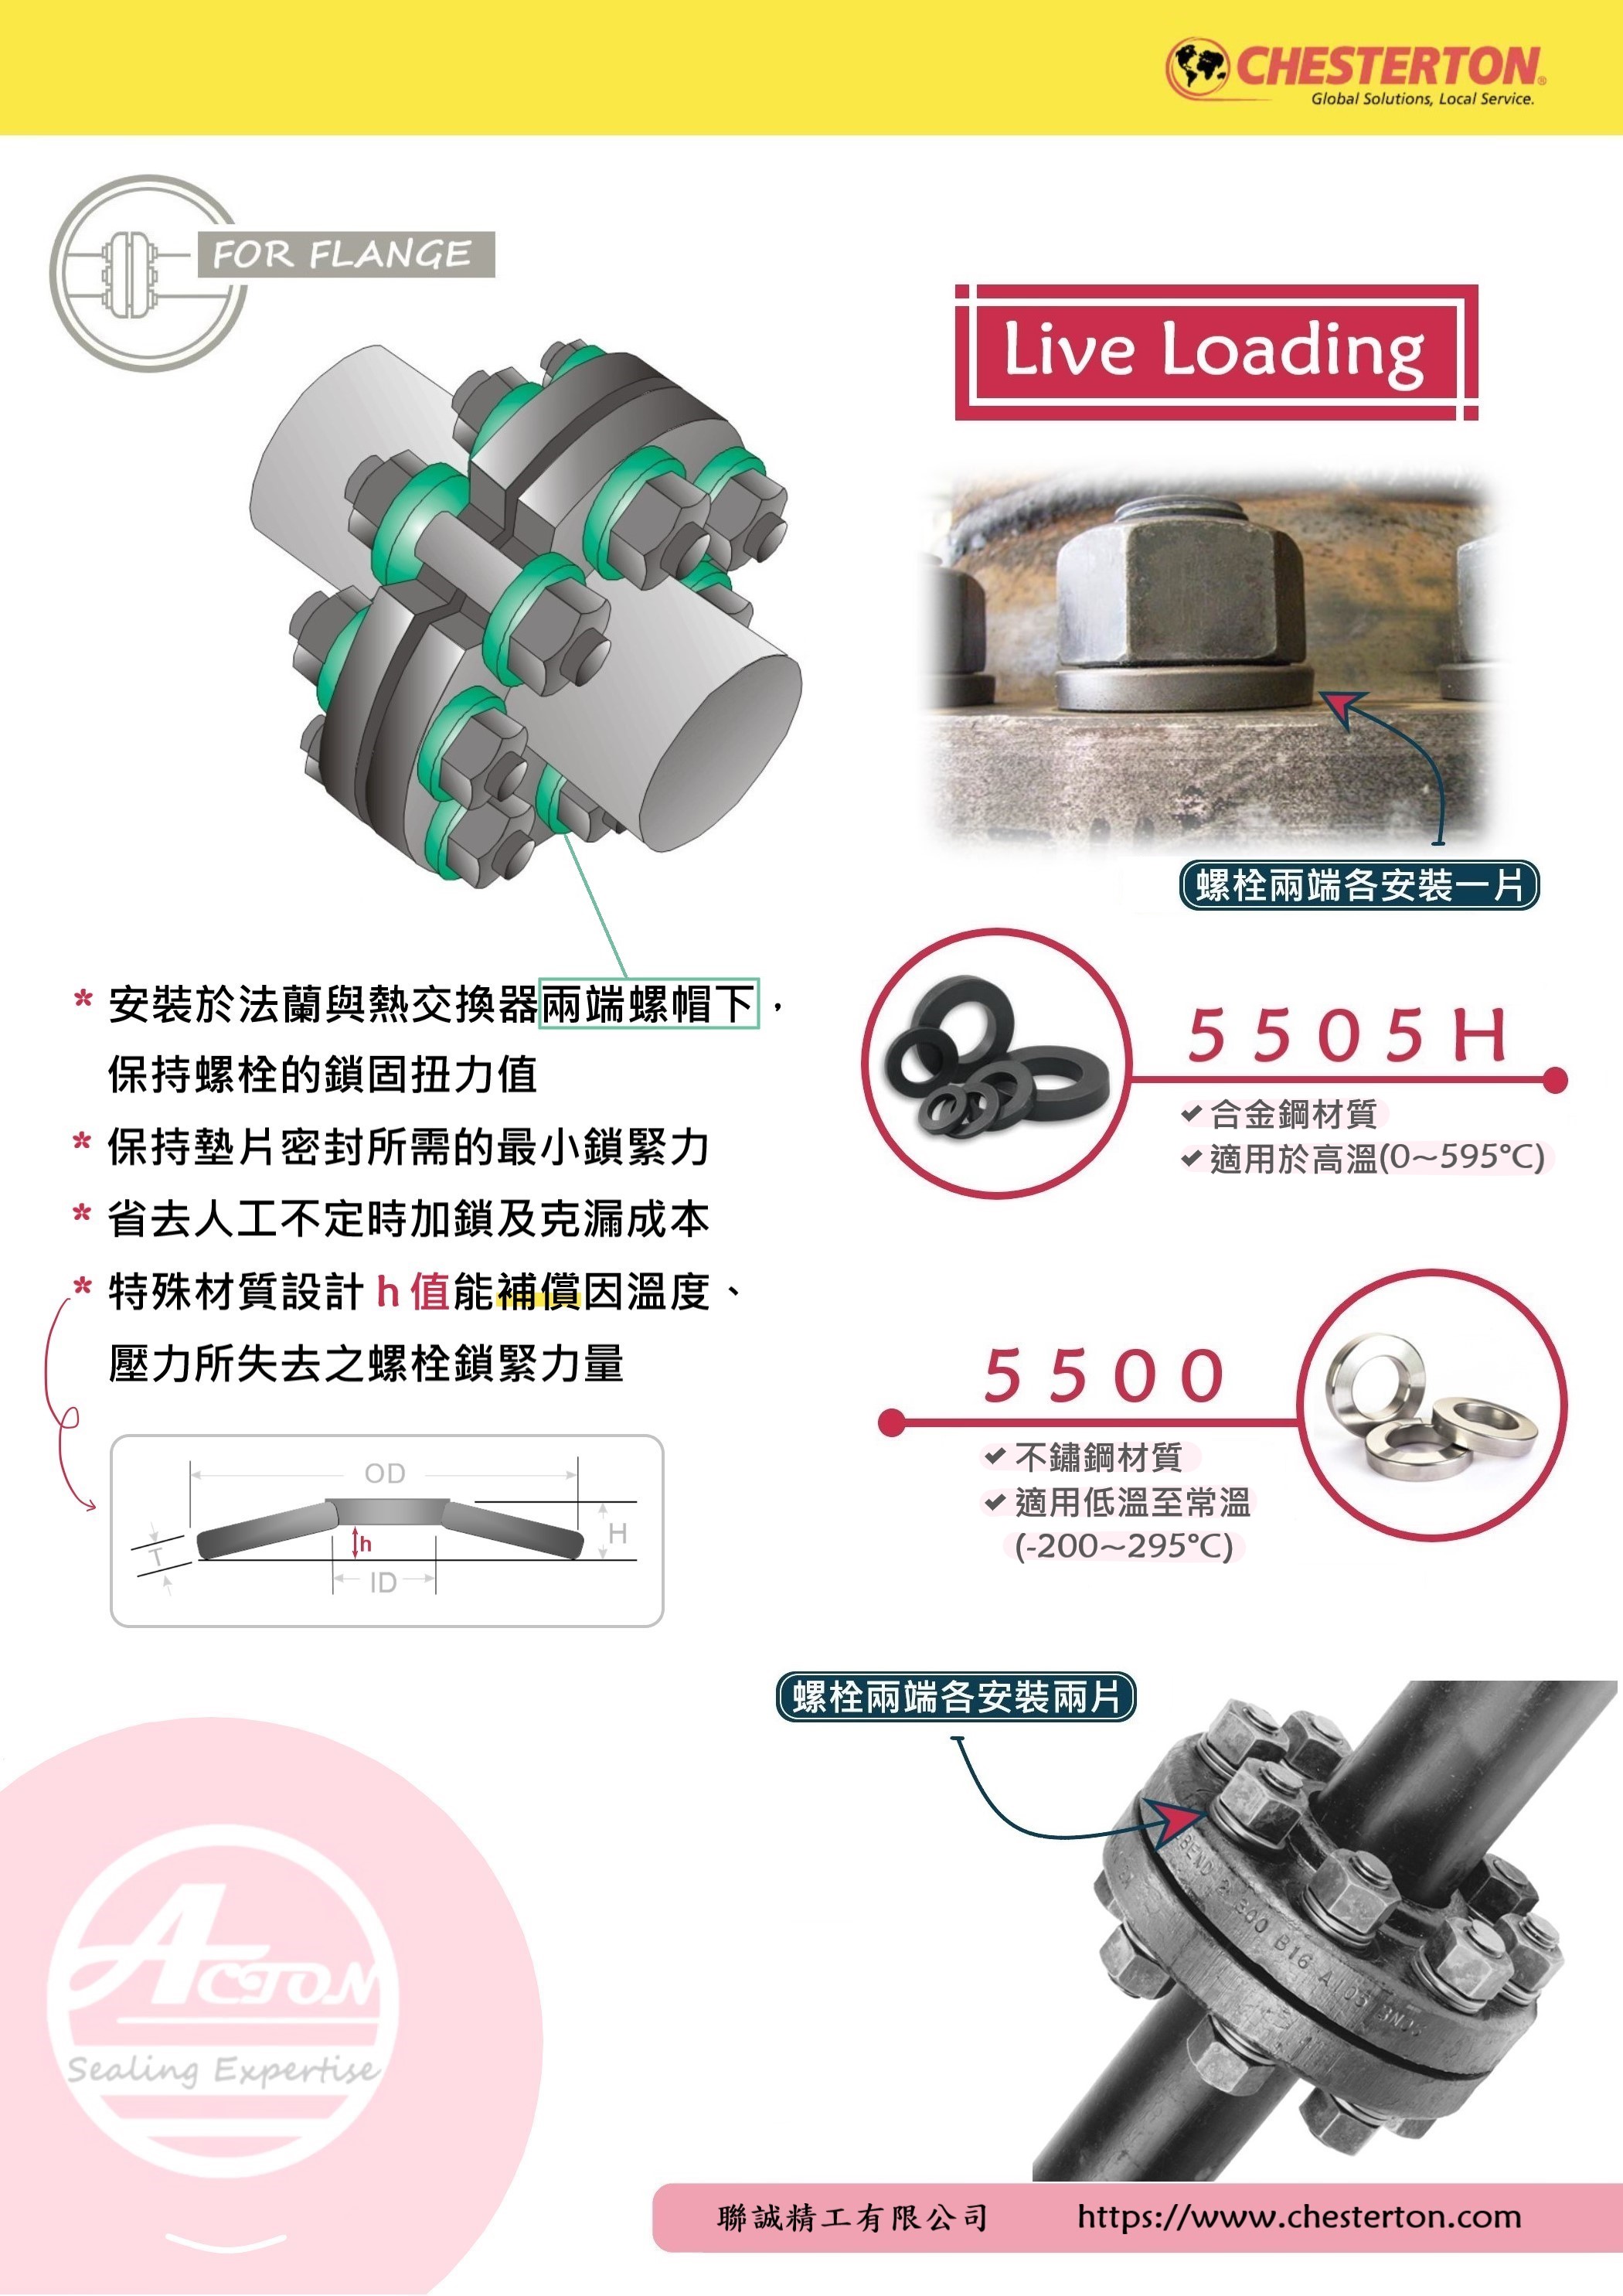 CHESTERTON®
Global Solutions, Local Service.
FOR FLANGE
Live Loading
螺栓兩端各安裝一片
* 安裝於法蘭與熱交換器兩端螺帽下，
保持螺栓的鎖固扭力值
* 保持墊片密封所需的最小鎖緊力
* 省去人工不定時加鎖及克漏成本
* 特殊材質設計 h 值能補償因溫度、
壓力所失去之螺栓鎖緊力量
OD
h
H
T
ID
5505H
✔ 合金鋼材質
✔ 適用於高溫(0~595°C)
5500
✔ 不鏽鋼材質
✔ 適用低溫至常溫
(-200~295°C)
螺栓兩端各安裝兩片
BEND 2 300 B16 A105
ACTON
Sealing Expertise
聯誠精工有限公司 https://www.chesterton.com